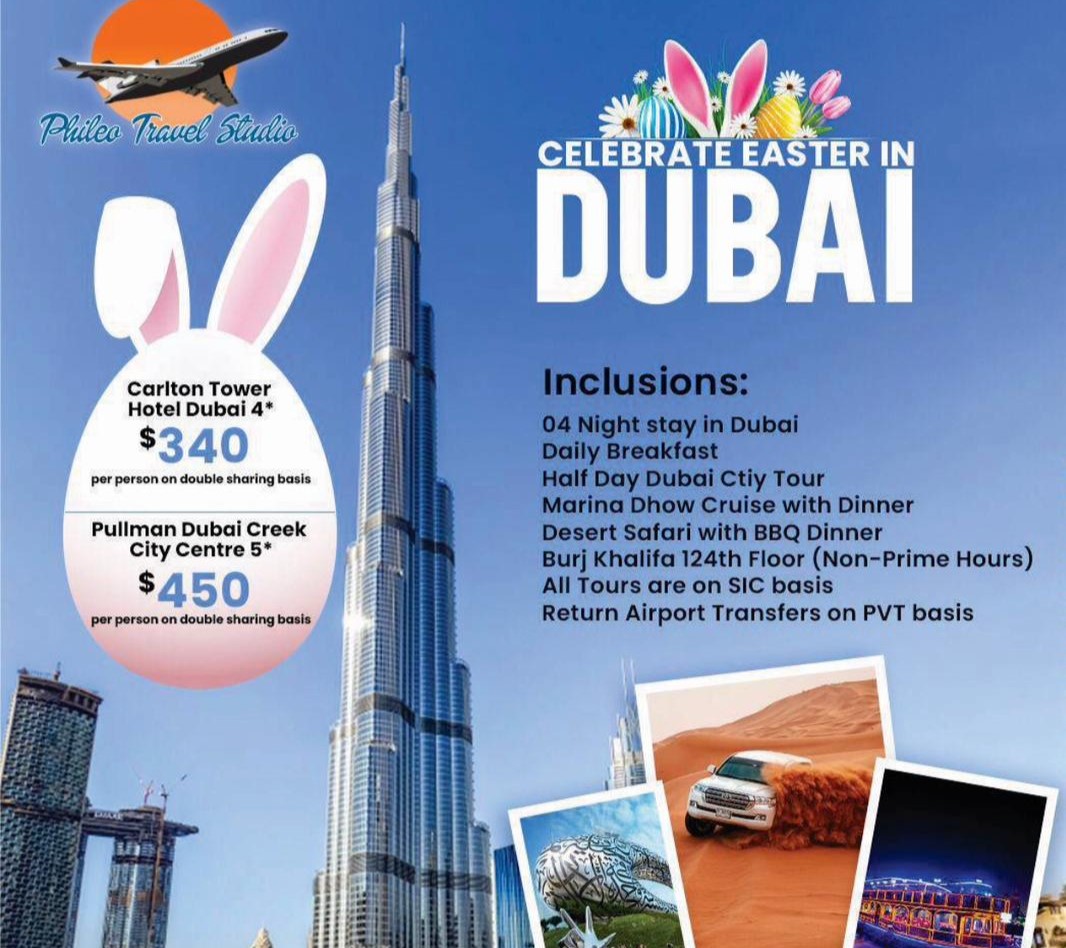 Phileo Travel Studio
CELEBRATE EASTER IN
DUBAI
Carlton Tower
Hotel Dubai 4*
$340
per person on double sharing basis
Pullman Dubai Creek
City Centre 5*
$450
per person on double sharing basis
Inclusions:
04 Night stay in Dubai
Daily Breakfast
Half Day Dubai Ctiy Tour
Marina Dhow Cruise with Dinner
Desert Safari with BBQ Dinner
Burj Khalifa 124th Floor (Non-Prime Hours)
All Tours are on SIC basis
Return Airport Transfers on PVT basis